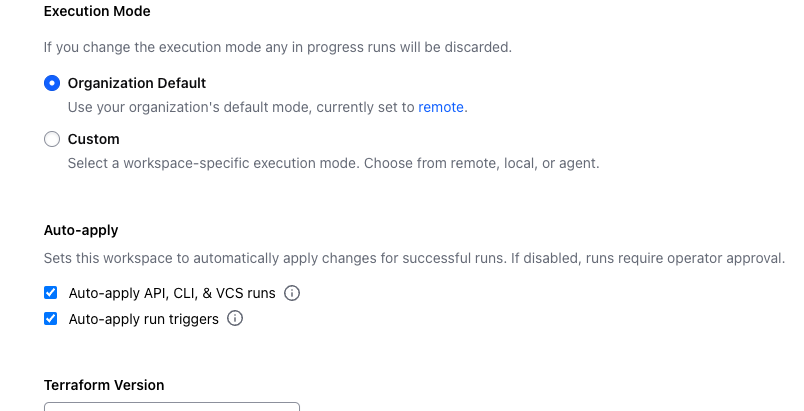 Execution Mode
If you change the execution mode any in progress runs will be discarded.
Organization Default
Use your organization's default mode, currently set to remote.
Custom
Select a workspace-specific execution mode. Choose from remote, local, or agent.
Auto-apply
Sets this workspace to automatically apply changes for successful runs. If disabled, runs require operator approval.
Auto-apply API, CLI, & VCS runs
Auto-apply run triggers
Terraform Version